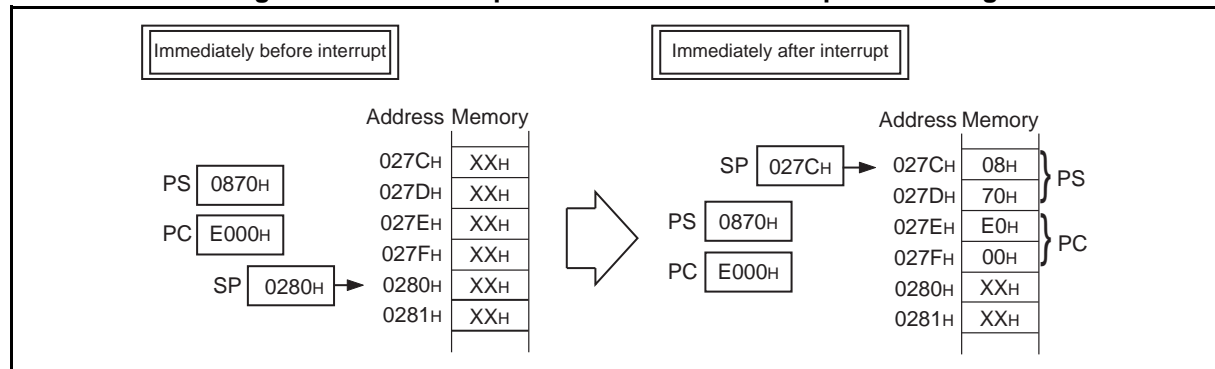 Immediately before interrupt
Address Memory
027CH XXH
027DH XXH
027EH XXH
027FH XXH
0280H XXH
0281H XXH
PS 0870H
PC E000H
SP 0280H
Immediately after interrupt
Address Memory
SP 027CH
027CH 08H
027DH 70H
PS
027EH E0H
027FH 00H
PC
0280H XXH
0281H XXH
PS 0870H
PC E000H